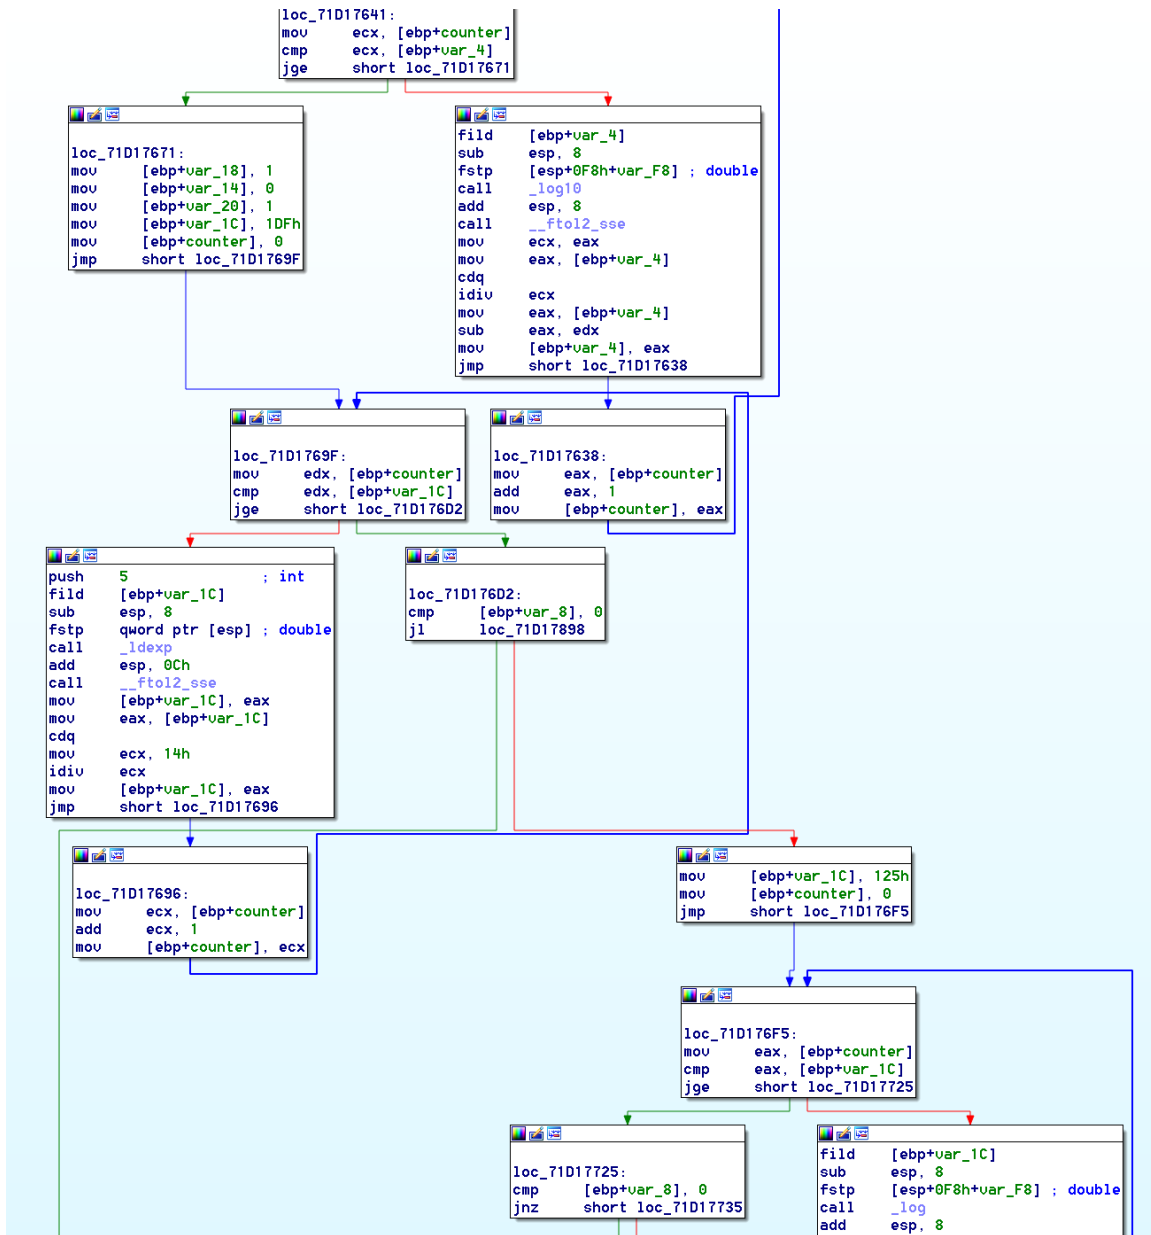 loc_71D17641:
mov ecx, [ebp+counter]
cmp ecx, [ebp+var_4]
jge short loc_71D17671
loc_71D17671:
mov [ebp+var_18], 1
mov [ebp+var_14], 0
mov [ebp+var_20], 1
mov [ebp+var_1C], 1DFh
mov [ebp+counter], 0
jmp short loc_71D1769F
fild [ebp+var_4]
sub esp, 8
fstp [esp+0F8h+var_F8] ; double
call _log10
add esp, 8
call __ftol2_sse
mov ecx, eax
mov eax, [ebp+var_4]
cdq
idiv ecx
mov eax, [ebp+var_4]
sub eax, edx
mov [ebp+var_4], eax
jmp short loc_71D17638
loc_71D1769F:
mov edx, [ebp+counter]
cmp edx, [ebp+var_1C]
jge short loc_71D176D2
loc_71D17638:
mov eax, [ebp+counter]
add eax, 1
mov [ebp+counter], eax
push 5 ; int
fild [ebp+var_1C]
sub esp, 8
fstp qword ptr [esp] ; double
call _ldexp
add esp, 0Ch
call __ftol2_sse
mov [ebp+var_1C], eax
mov eax, [ebp+var_1C]
cdq
mov ecx, 14h
idiv ecx
mov [ebp+var_1C], eax
jmp short loc_71D17696
loc_71D176D2:
cmp [ebp+var_8], 0
jl loc_71D17898
loc_71D17696:
mov ecx, [ebp+counter]
add ecx, 1
mov [ebp+counter], ecx
mov [ebp+var_1C], 125h
mov [ebp+counter], 0
jmp short loc_71D176F5
loc_71D176F5:
mov eax, [ebp+counter]
cmp eax, [ebp+var_1C]
jge short loc_71D17725
loc_71D17725:
cmp [ebp+var_8], 0
jnz short loc_71D17735
fild [ebp+var_1C]
sub esp, 8
fstp [esp+0F8h+var_F8] ; double
call _log
add esp, 8